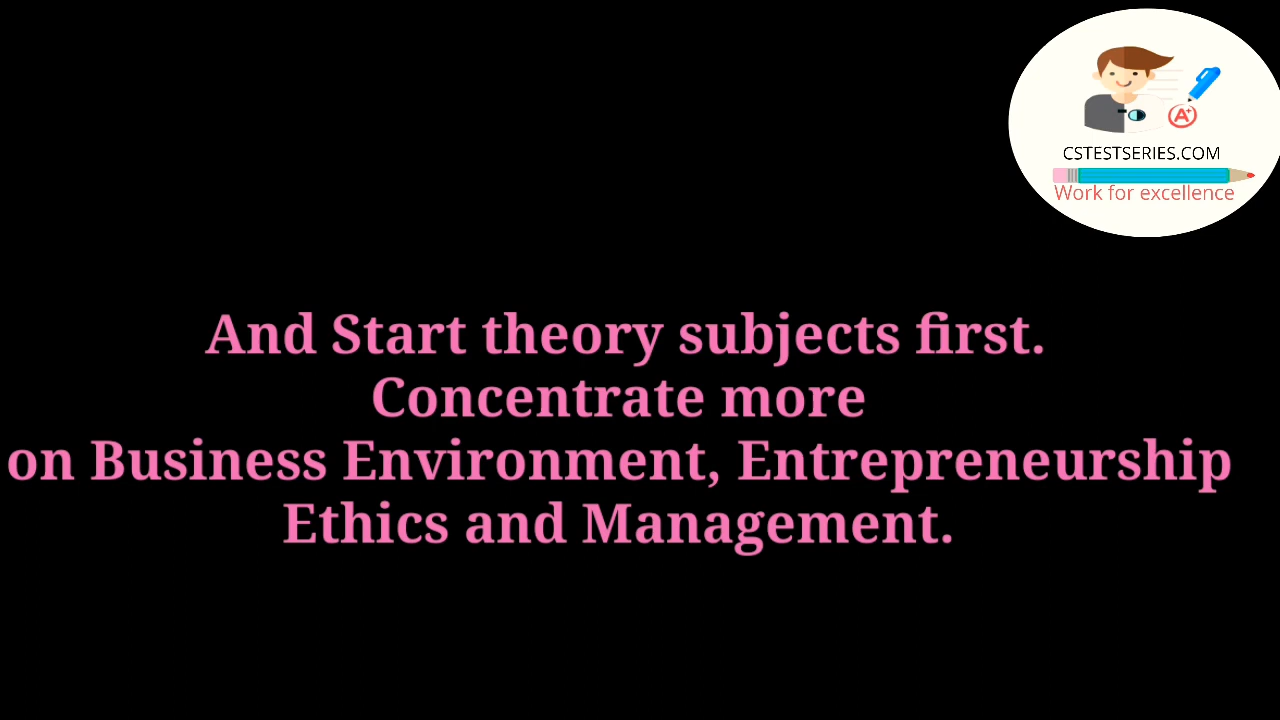 A+
CSTESTSERIES.COM
Work for excellence
And Start theory subjects first.
Concentrate more
on Business Environment, Entrepreneurship
Ethics and Management.